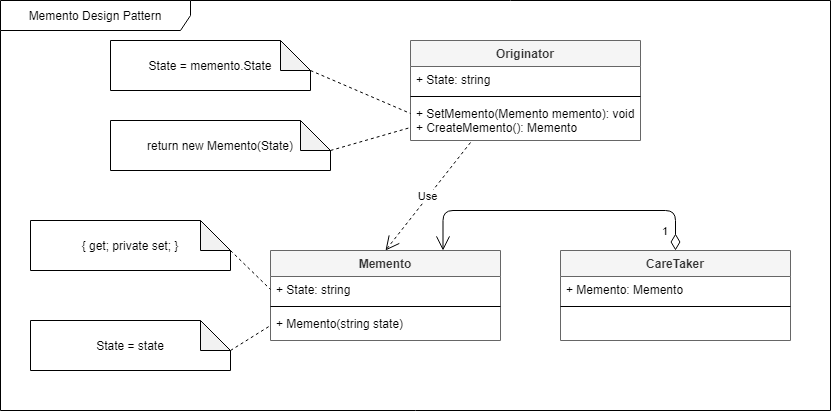 Memento Design Pattern
State = memento.State
return new Memento(State)
Originator
+ State: string
+ SetMemento(Memento memento): void
+ CreateMemento(): Memento
Use
1
{ get; private set; }
State = state
Memento
+ State: string
+ Memento(string state)
CareTaker
+ Memento: Memento